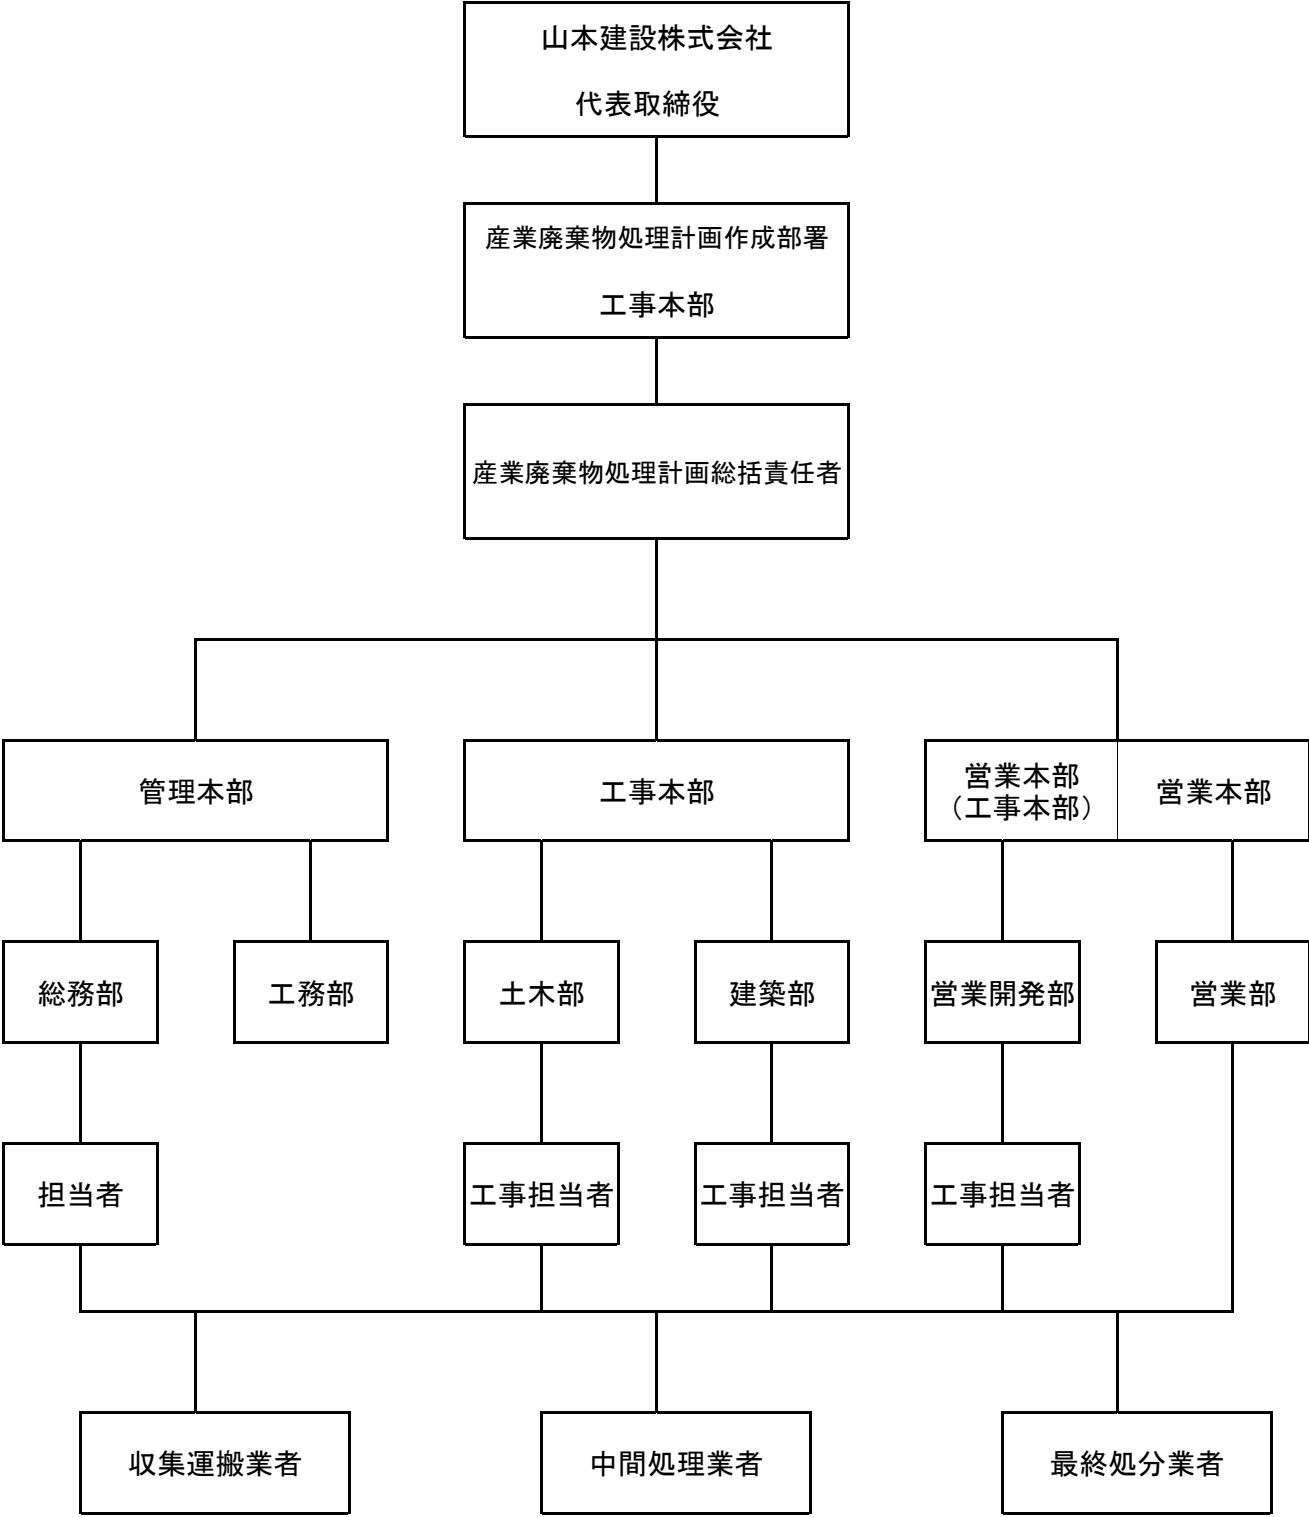 山本建設株式会社
代表取締役
産業廃棄物処理計画作成部署
工事本部
産業廃棄物処理計画総括責任者
管理本部
工事本部
営業本部
（工事本部）
営業本部
総務部
工務部
土木部
建築部
営業開発部
営業部
担当者
工事担当者
工事担当者
工事担当者
収集運搬業者
中間処理業者
最終処分業者